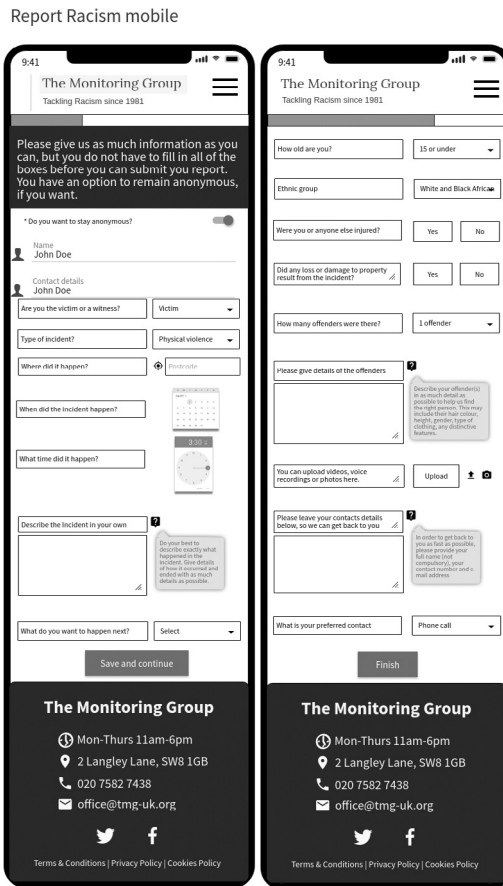 Report Racism mobile
9:41
The Monitoring Group
Tackling Racism since 1981
Please give us as much information as you
can, but you do not have to fill in all of the
boxes before you can submit you report.
You have an option to remain anonymous,
if you want.
* Do you want to stay anonymous?
Name
John Doe
Contact details
John Doe
Are you the victim or a witness?
Victim
Type of incident?
Physical violence
Where did it happen?
Postcode
When did the incident happen?
3:30
What time did it happen?
Describe the Incident in your own
Do your best to
describe exactly what
happened in the
incident. Give details
of how it occurred and
ended with as much
details as possible.
What do you want to happen next?
Select
Save and continue
The Monitoring Group
Mon-Thurs 11am-6pm
2 Langley Lane, SW8 1GB
020 7582 7438
office@tmg-uk.org
Terms & Conditions | Privacy Policy | Cookies Policy
9:41
The Monitoring Group
Tackling Racism since 1981
How old are you?
15 or under
Ethnic group
White and Black African
Were you or anyone else injured?
Yes
No
Did any loss or damage to property
result from the incident?
Yes
No
How many offenders were there?
1 offender
Please give details of the offenders
Describe your offender(s)
in as much detail as
possible to help us find
the right person. This may
include their hair colour,
height, gender, type of
clothing, any distinctive
features.
You can upload videos, voice
recordings or photos here.
Upload
Please leave your contacts details
below, so we can get back to you
In order to get back to
you as fast as possible,
please provide your
full name (not
compulsory), your
contact number and e
mail address
What is your preferred contact
Phone call
Finish
The Monitoring Group
Mon-Thurs 11am-6pm
2 Langley Lane, SW8 1GB
020 7582 7438
office@tmg-uk.org
Terms & Conditions | Privacy Policy | Cookies Policy